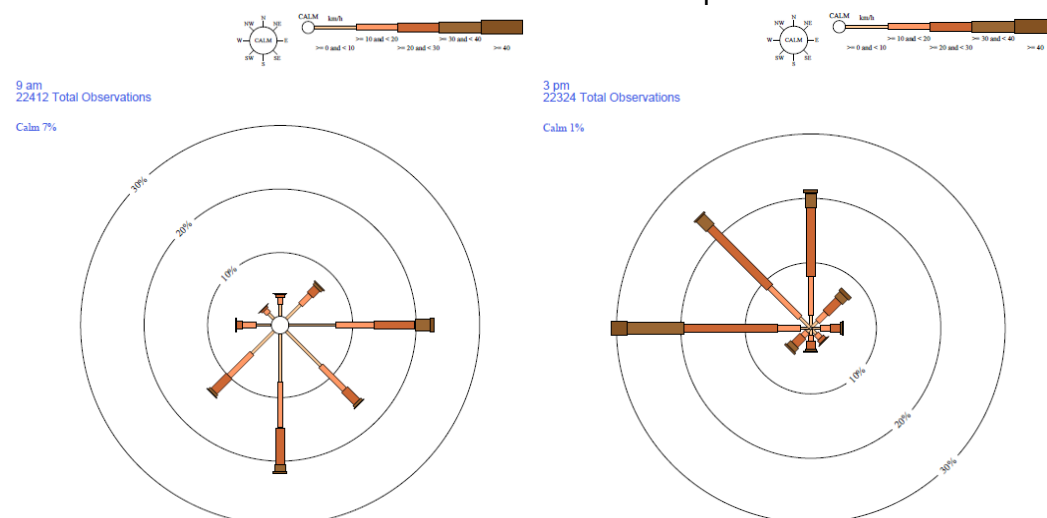 CALM km/h
N
NW NE
W CALM E
SW SE
S
>= 10 and < 20 >= 30 and < 40
>= 0 and < 10 >= 20 and < 30 >= 40
CALM km/h
N
NW NE
W CALM E
SW SE
S
>= 10 and < 20 >= 30 and < 40
>= 0 and < 10 >= 20 and < 30 >= 40
9 am
22412 Total Observations
Calm 7%
30%
20%
10%
3 pm
22324 Total Observations
Calm 1%
10%
20%
30%